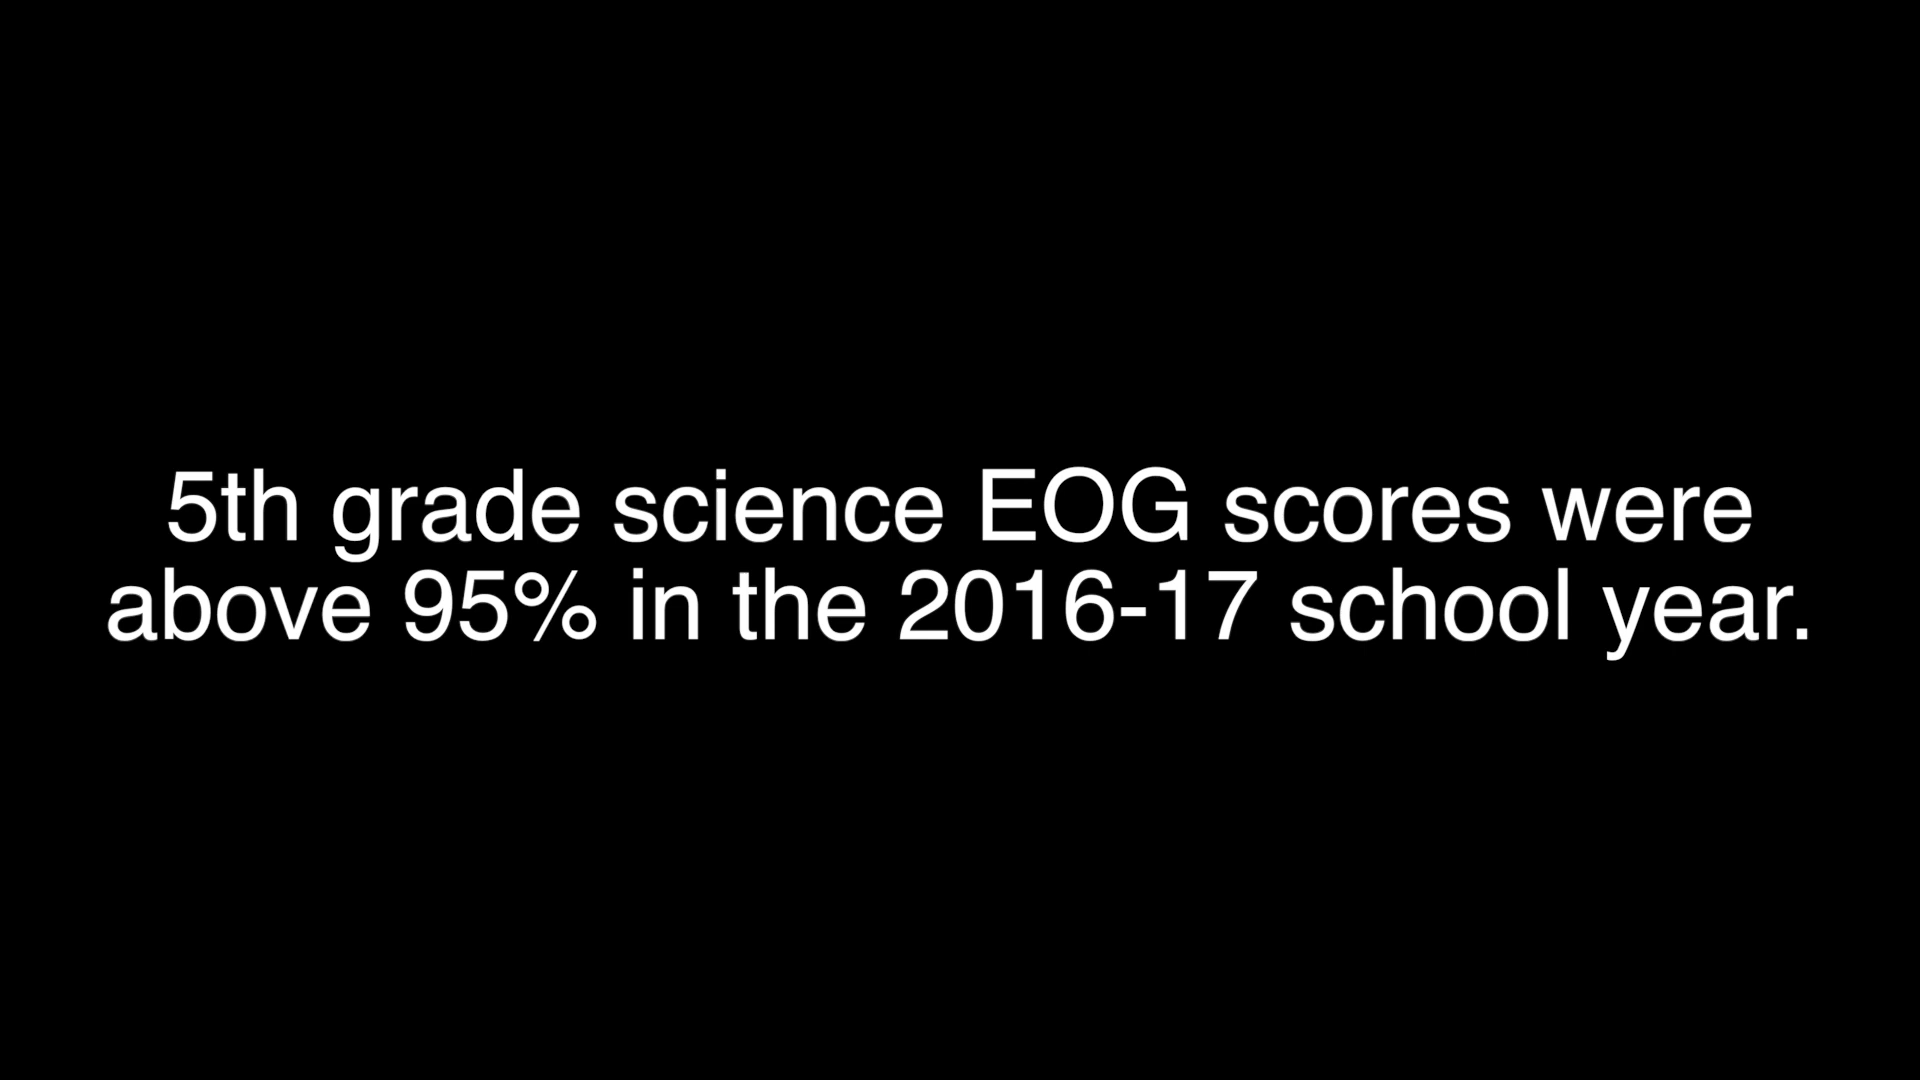 5th grade science EOG scores were
above 95% in the 2016-17 school year.